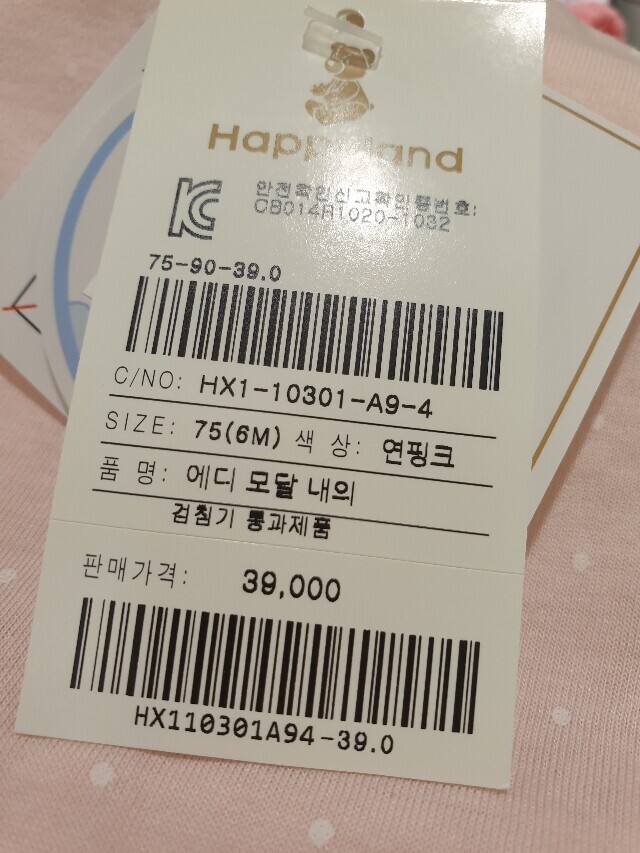 Happyland
안전확인신고확인증번호:
CB014R1020-1032
75-90-39.0
C/NO: HX1-10301-A9-4
SIZE: 75(6M) 색 상: 연핑크
품 명: 에디 모달 내의
검침기 통과제품
판매가격: 39,000
HX110301A94-39.0